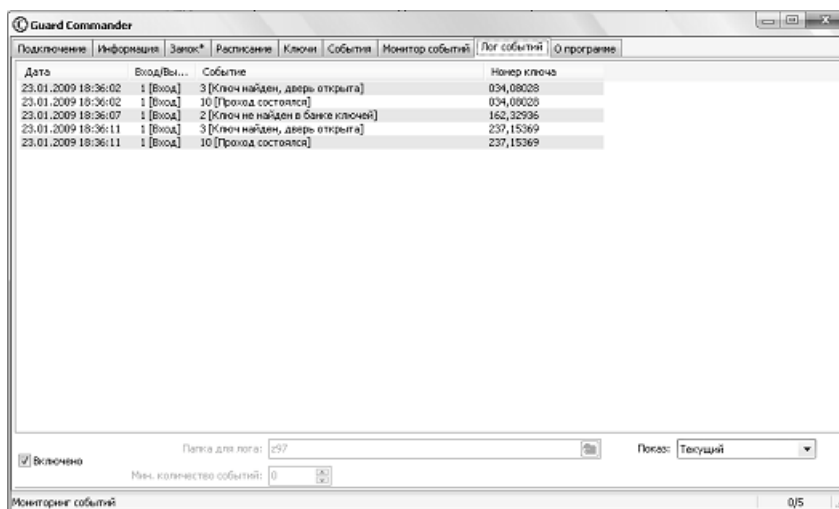 Guard Commander
Подключение Информация Замок* Расписание Ключи События Монитор событий Лог событий О програме
Дата Вход/Вы... Событие Номер ключа
23.01.2009 18:36:02 1 [Вход] 3 [Ключ найден, дверь открыта] 034,08028
23.01.2009 18:36:02 1 [Вход] 10 [Проход состоялся] 034,08028
23.01.2009 18:36:07 1 [Вход] 2 [Ключ не найден в банке ключей] 162,32936
23.01.2009 18:36:11 1 [Вход] 3 [Ключ найден, дверь открыта] 237,15369
23.01.2009 18:36:11 1 [Вход] 10 [Проход состоялся] 237,15369
Папка для лога: z97 Показ: Текущий
Включено
Мин. количество событий: 0
Мониторинг событий 0/5